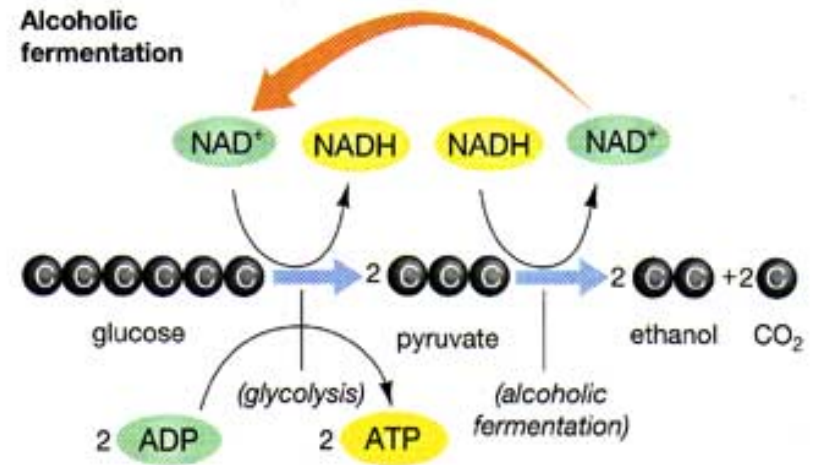 Alcoholic
fermentation
NAD⁺ NADH NADH NAD⁺
C C C C C C 2 C C C 2 C C +2 C
glucose pyruvate ethanol CO₂
(glycolysis) (alcoholic
fermentation)
2 ADP 2 ATP